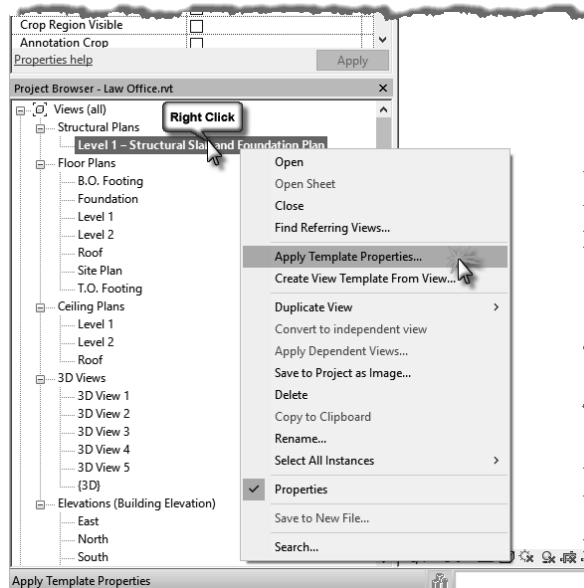 Crop Region Visible
Annotation Crop
Properties help
Apply
Project Browser - Law Office.rvt
Views (all)
Right Click
Structural Plans
Level 1 – Structural Slab and Foundation Plan
Floor Plans
B.O. Footing
Foundation
Level 1
Level 2
Roof
Site Plan
T.O. Footing
Ceiling Plans
Level 1
Level 2
Roof
3D Views
3D View 1
3D View 2
3D View 3
3D View 4
3D View 5
{3D}
Elevations (Building Elevation)
East
North
South
Open
Open Sheet
Close
Find Referring Views...
Apply Template Properties...
Create View Template From View...
Duplicate View
Convert to independent view
Apply Dependent Views...
Save to Project as Image...
Delete
Copy to Clipboard
Rename...
Select All Instances
Properties
Save to New File...
Search...
Apply Template Properties